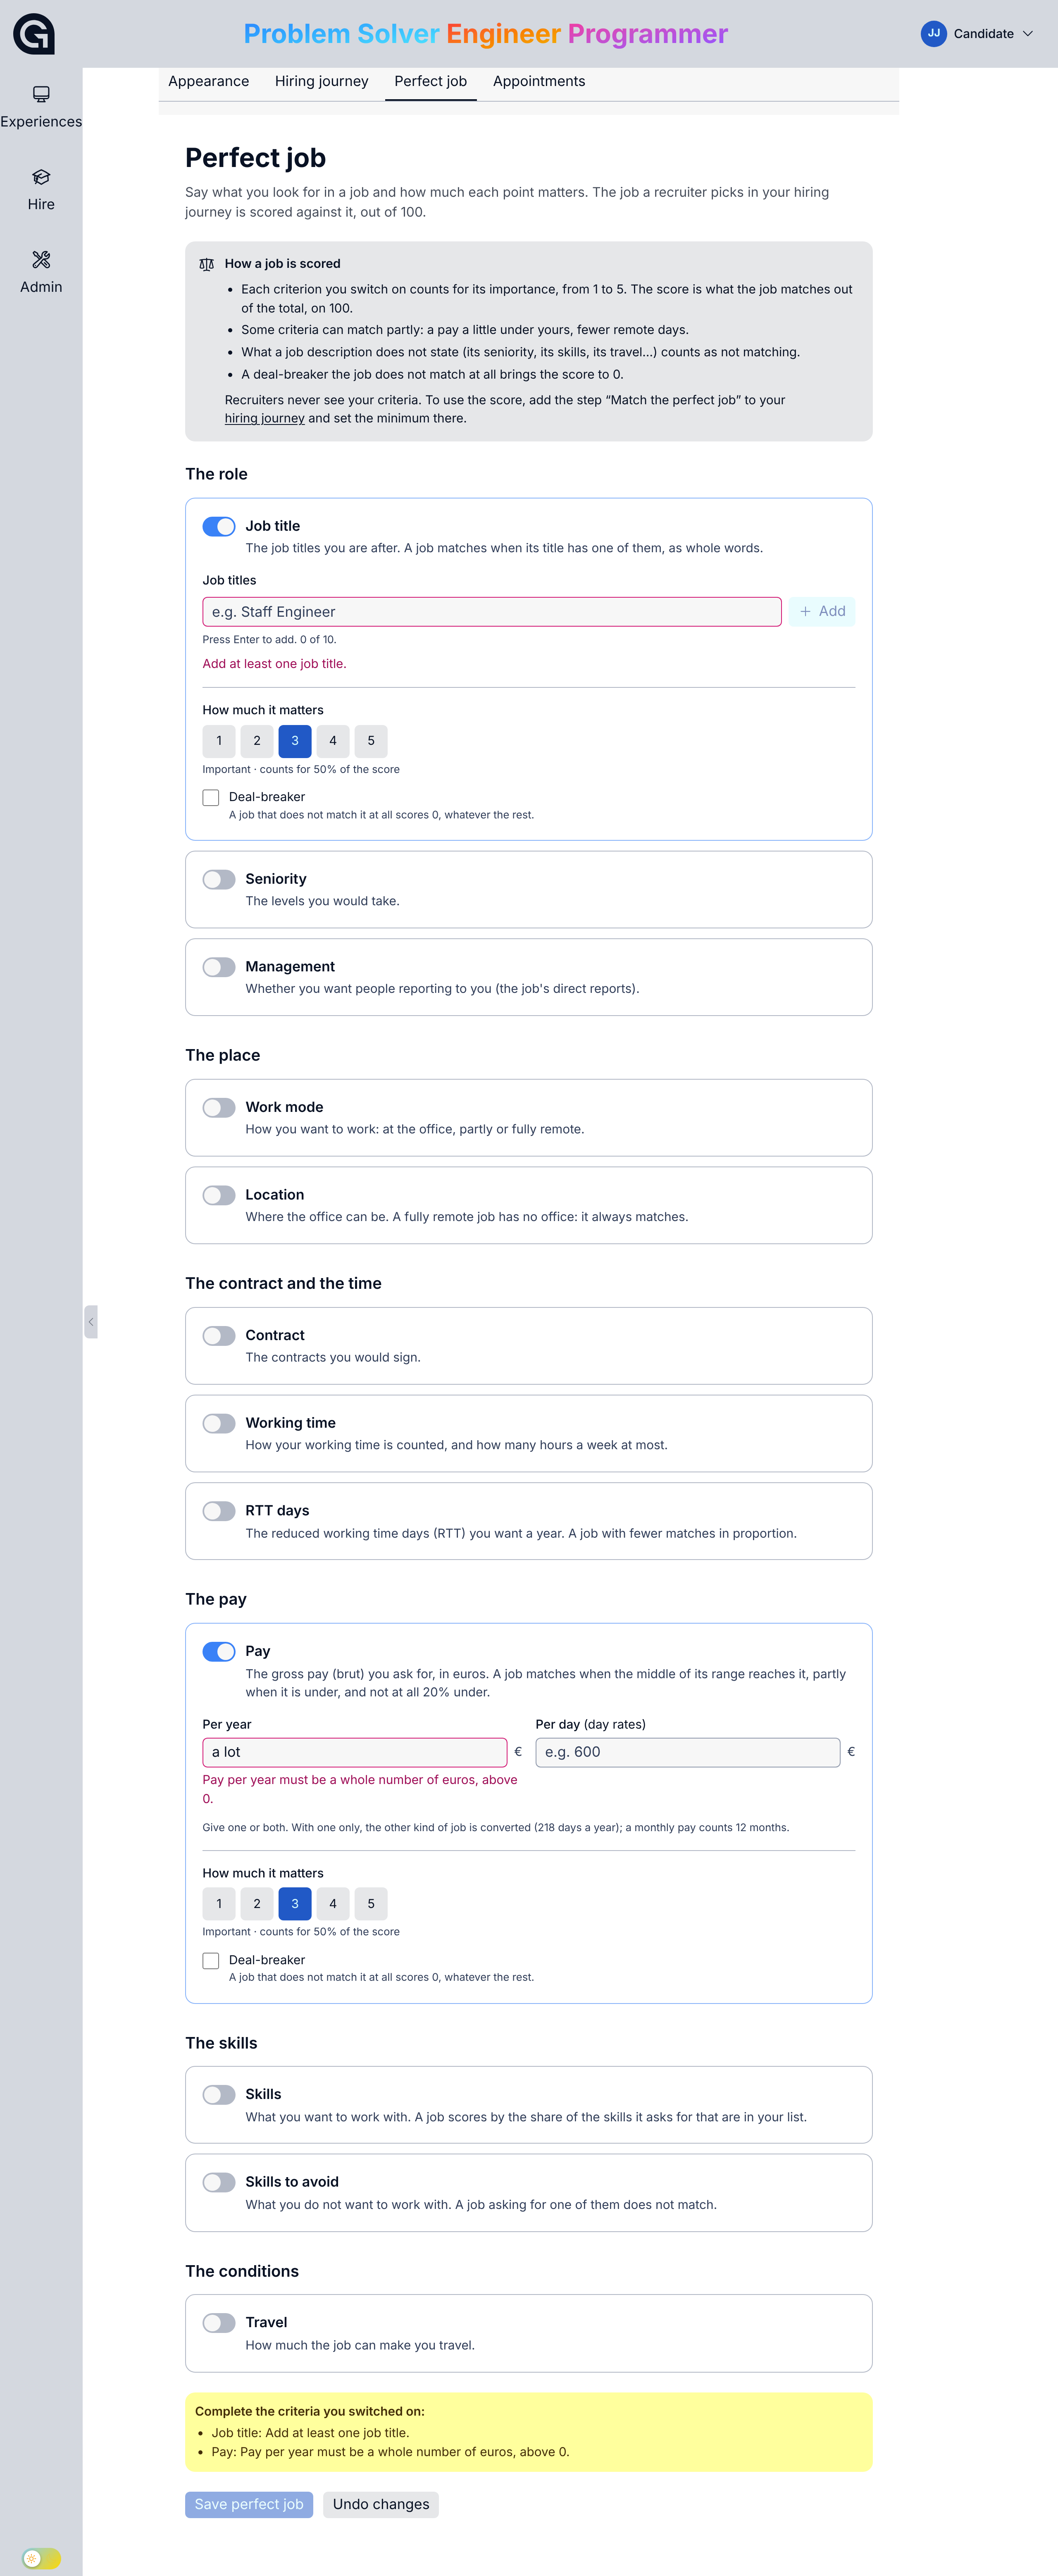 Problem Solver Engineer Programmer
JJ Candidate
Experiences
Hire
Admin
Appearance Hiring journey Perfect job Appointments
Perfect job
Say what you look for in a job and how much each point matters. The job a recruiter picks in your hiring
journey is scored against it, out of 100.
How a job is scored
• Each criterion you switch on counts for its importance, from 1 to 5. The score is what the job matches out
of the total, on 100.
• Some criteria can match partly: a pay a little under yours, fewer remote days.
• What a job description does not state (its seniority, its skills, its travel...) counts as not matching.
• A deal-breaker the job does not match at all brings the score to 0.
Recruiters never see your criteria. To use the score, add the step “Match the perfect job” to your
hiring journey and set the minimum there.
The role
Job title
The job titles you are after. A job matches when its title has one of them, as whole words.
Job titles
e.g. Staff Engineer
+ Add
Press Enter to add. 0 of 10.
Add at least one job title.
How much it matters
1 2 3 4 5
Important · counts for 50% of the score
Deal-breaker
A job that does not match it at all scores 0, whatever the rest.
Seniority
The levels you would take.
Management
Whether you want people reporting to you (the job's direct reports).
The place
Work mode
How you want to work: at the office, partly or fully remote.
Location
Where the office can be. A fully remote job has no office: it always matches.
The contract and the time
Contract
The contracts you would sign.
Working time
How your working time is counted, and how many hours a week at most.
RTT days
The reduced working time days (RTT) you want a year. A job with fewer matches in proportion.
The pay
Pay
The gross pay (brut) you ask for, in euros. A job matches when the middle of its range reaches it, partly
when it is under, and not at all 20% under.
Per year Per day (day rates)
a lot € e.g. 600 €
Pay per year must be a whole number of euros, above
0.
Give one or both. With one only, the other kind of job is converted (218 days a year); a monthly pay counts 12 months.
How much it matters
1 2 3 4 5
Important · counts for 50% of the score
Deal-breaker
A job that does not match it at all scores 0, whatever the rest.
The skills
Skills
What you want to work with. A job scores by the share of the skills it asks for that are in your list.
Skills to avoid
What you do not want to work with. A job asking for one of them does not match.
The conditions
Travel
How much the job can make you travel.
Complete the criteria you switched on:
• Job title: Add at least one job title.
• Pay: Pay per year must be a whole number of euros, above 0.
Save perfect job Undo changes